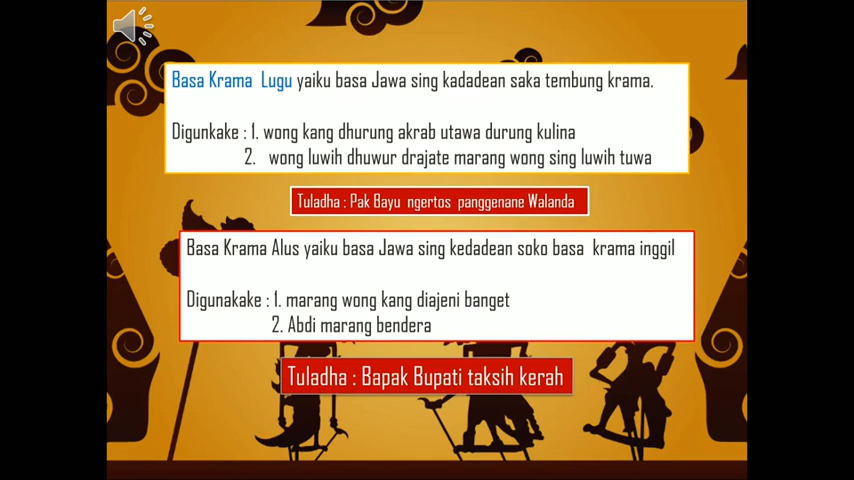 Basa Krama Lugu yaiku basa Jawa sing kadadean saka tembung krama.
Digunkake : 1. wong kang dhurung akrab utawa durung kulina
2. wong luwih dhuwur drajate marang wong sing luwih tuwa
Tuladha : Pak Bayu ngertos panggenane Walanda
Basa Krama Alus yaiku basa Jawa sing kedadean soko basa krama inggil
Digunakake : 1. marang wong kang diajeni banget
2. Abdi marang bendera
Tuladha : Bapak Bupati taksih kerah